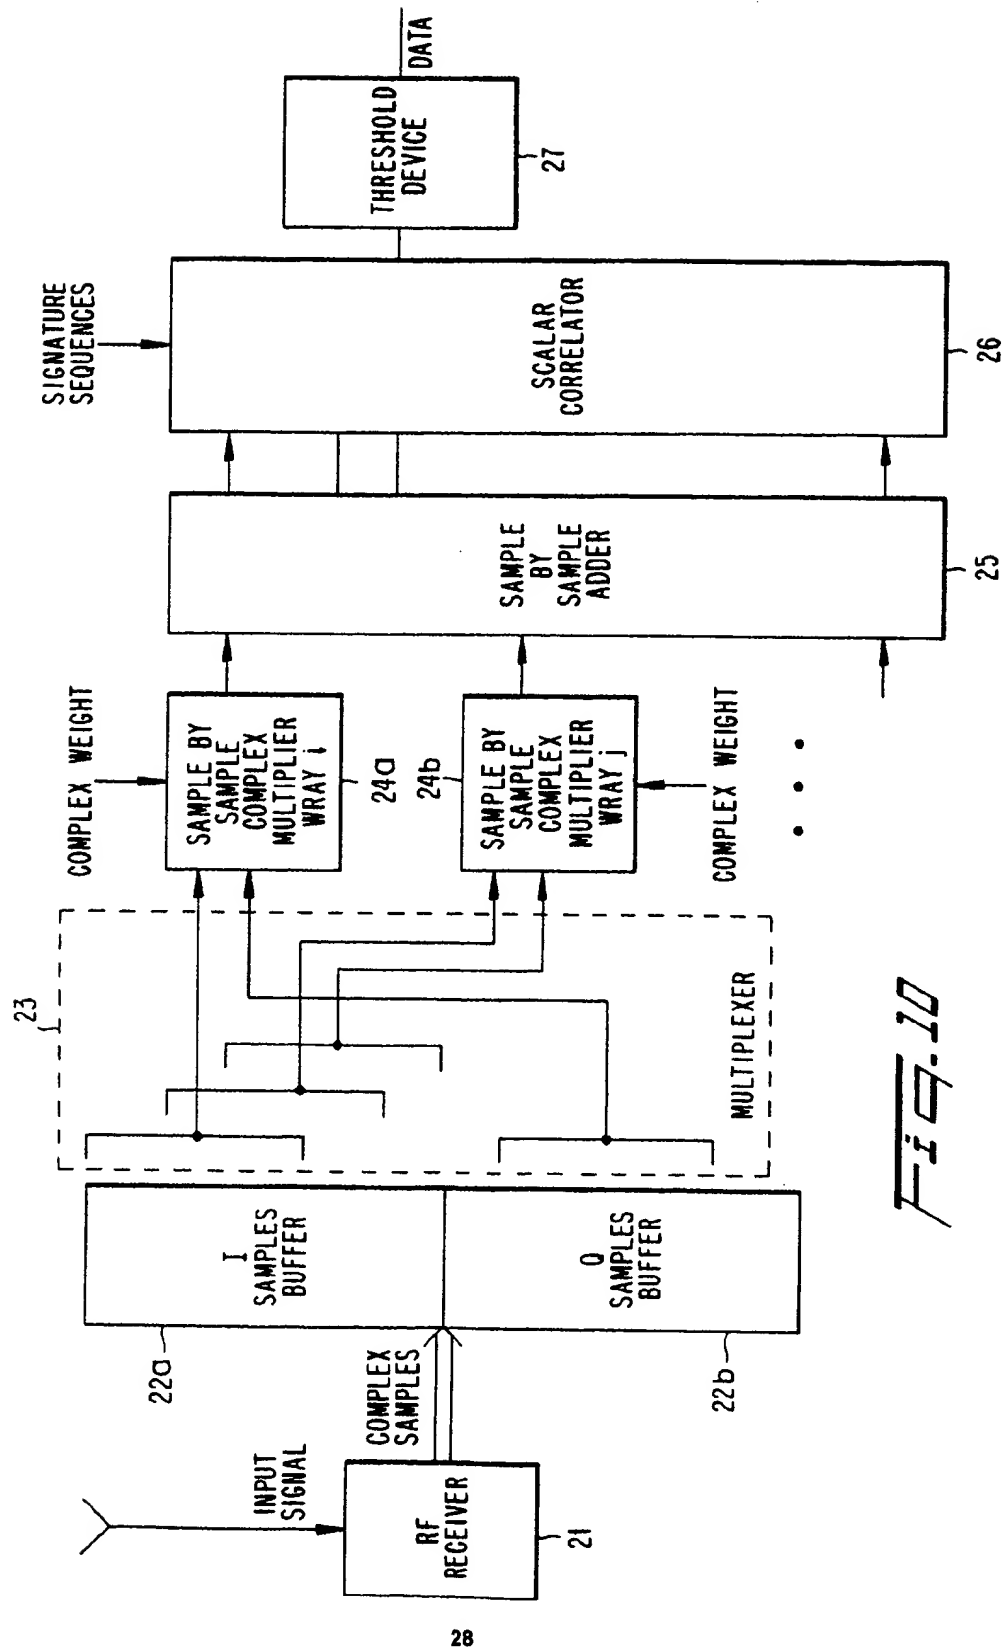 INPUT
SIGNAL
RF
RECEIVER
21
COMPLEX
SAMPLES
22a
I
SAMPLES
BUFFER
Q
SAMPLES
BUFFER
22b
23
MULTIPLEXER
COMPLEX WEIGHT
SAMPLE BY
SAMPLE
COMPLEX
MULTIPLIER
WRAY i
24a
24b
SAMPLE BY
SAMPLE
COMPLEX
MULTIPLIER
WRAY j
COMPLEX WEIGHT
SAMPLE
BY
SAMPLE
ADDER
25
SIGNATURE
SEQUENCES
SCALAR
CORRELATOR
26
THRESHOLD
DEVICE
27
DATA
Fig. 10
28